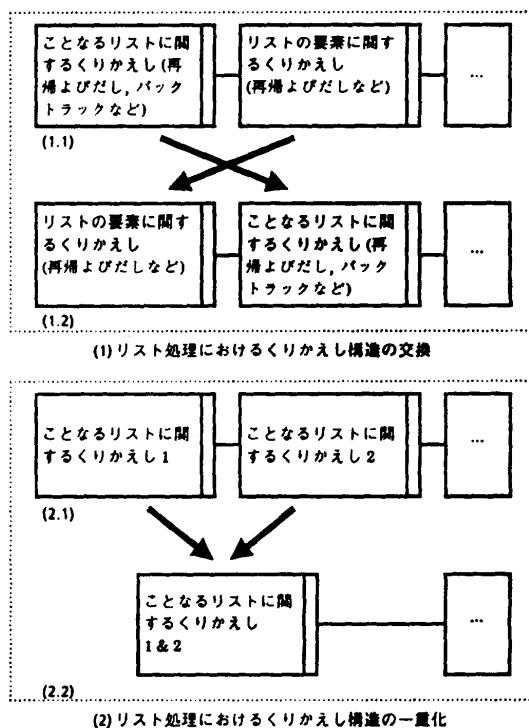 ことなるリストに関
するくりかえし(再
帰よびだし, バック
トラックなど)
リストの要素に関す
るくりかえし
(再帰よびだしなど)
...
(1.1)
リストの要素に関す
るくりかえし
(再帰よびだしなど)
ことなるリストに関
するくりかえし(再
帰よびだし, バック
トラックなど)
...
(1.2)
(1) リスト処理におけるくりかえし構造の交換
ことなるリストに関
するくりかえし1
ことなるリストに関
するくりかえし2
...
(2.1)
ことなるリストに関
するくりかえし
1 & 2
...
(2.2)
(2) リスト処理におけるくりかえし構造の一重化